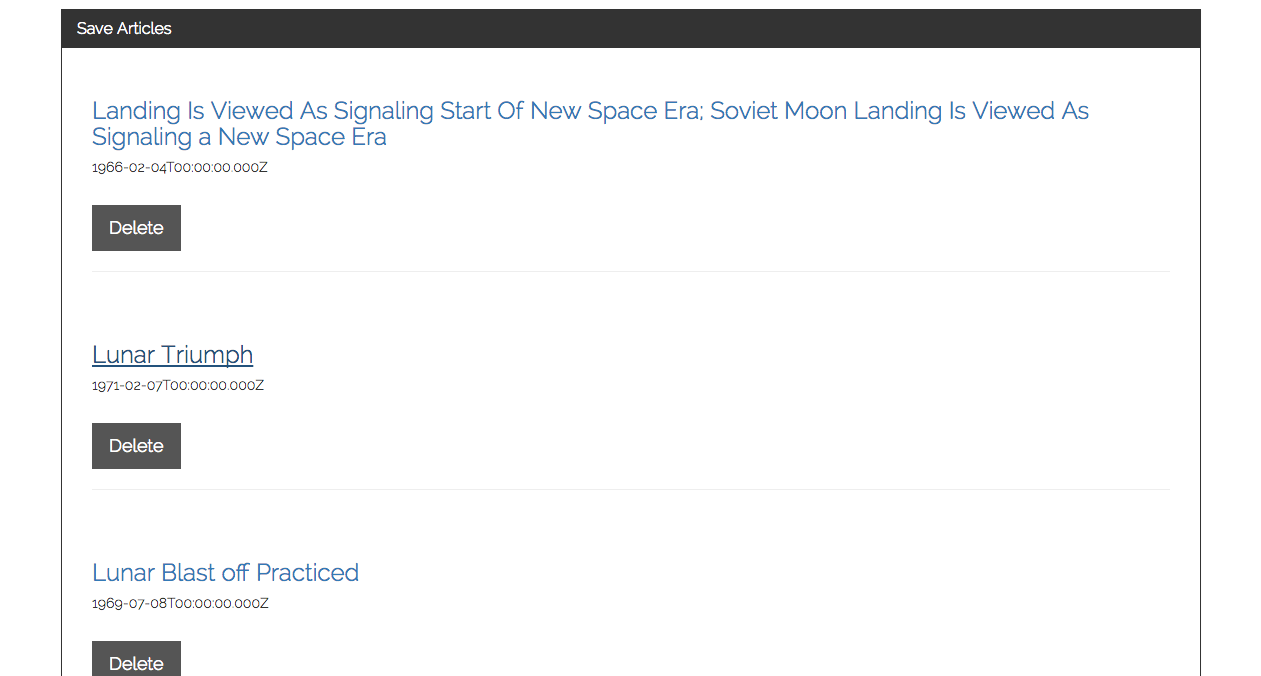 Save Articles
Landing Is Viewed As Signaling Start Of New Space Era; Soviet Moon Landing Is Viewed As
Signaling a New Space Era
1966-02-04T00:00:00.000Z
Delete
Lunar Triumph
1971-02-07T00:00:00.000Z
Delete
Lunar Blast off Practiced
1969-07-08T00:00:00.000Z
Delete